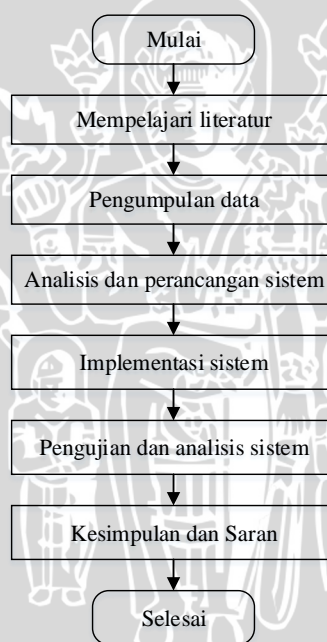 Mulai
Mempelajari literatur
Pengumpulan data
Analisis dan perancangan sistem
Implementasi sistem
Pengujian dan analisis sistem
Kesimpulan dan Saran
Selesai